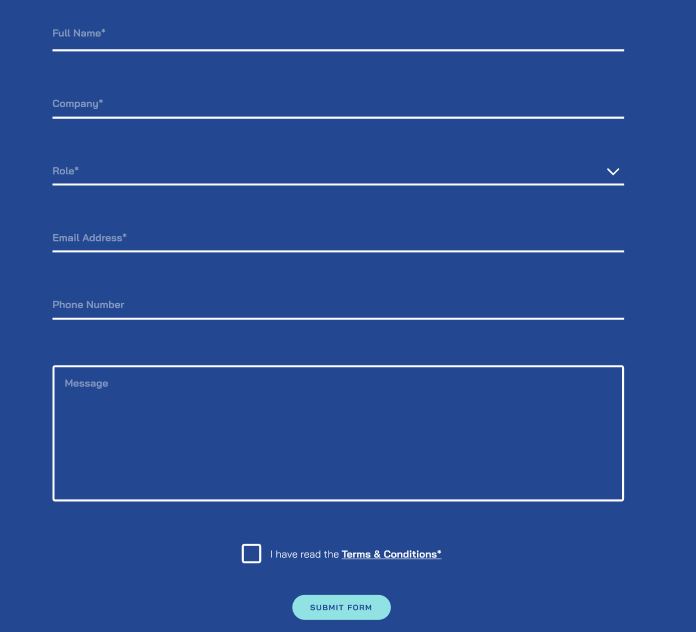 Full Name*
Company*
Role*
Email Address*
Phone Number
Message
I have read the Terms & Conditions*
SUBMIT FORM